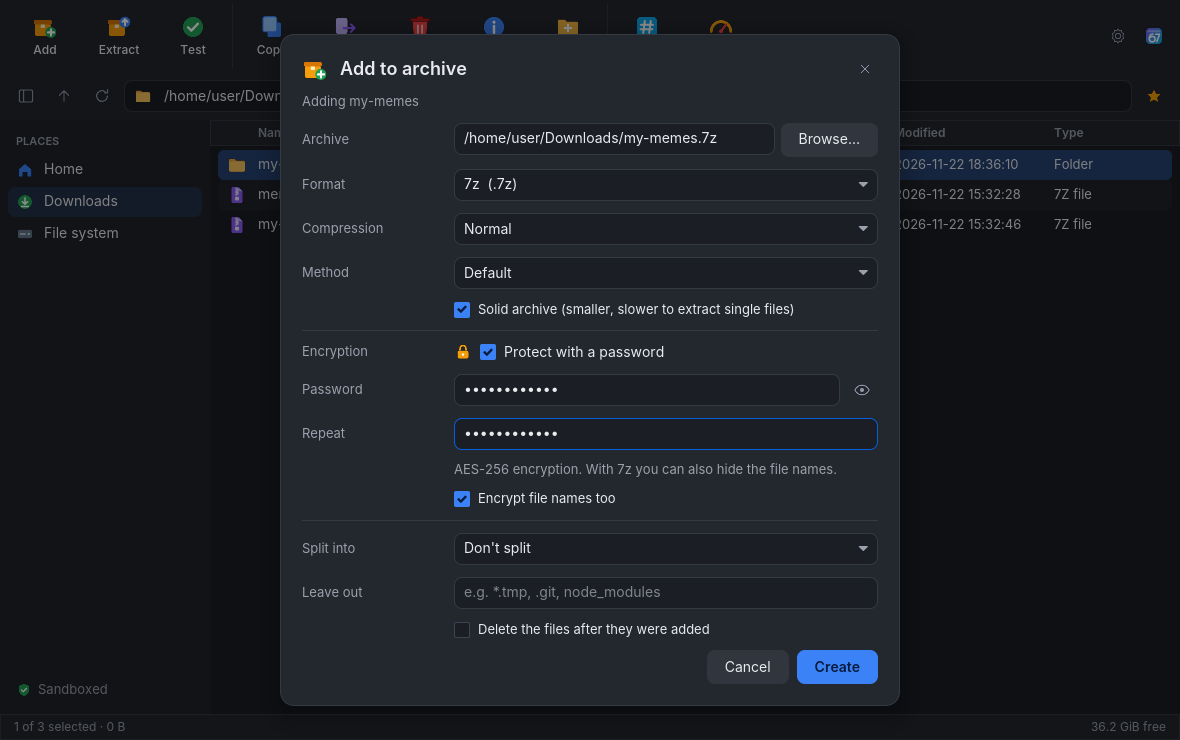 Add
Extract
Test
Cop
Add to archive
/home/user/Down
Adding my-memes
PLACES
Home
Downloads
File system
Nam
Modified
Type
my-
2026-11-22 18:36:10
Folder
mem
2026-11-22 15:32:28
7Z file
my-
2026-11-22 15:32:46
7Z file
Archive
/home/user/Downloads/my-memes.7z
Browse...
Format
7z (.7z)
Compression
Normal
Method
Default
Solid archive (smaller, slower to extract single files)
Encryption
Protect with a password
Password
••••••••••••
Repeat
••••••••••••
AES-256 encryption. With 7z you can also hide the file names.
Encrypt file names too
Split into
Don't split
Leave out
e.g. *.tmp, .git, node_modules
Delete the files after they were added
Cancel
Create
Sandboxed
1 of 3 selected · 0 B
36.2 GiB free